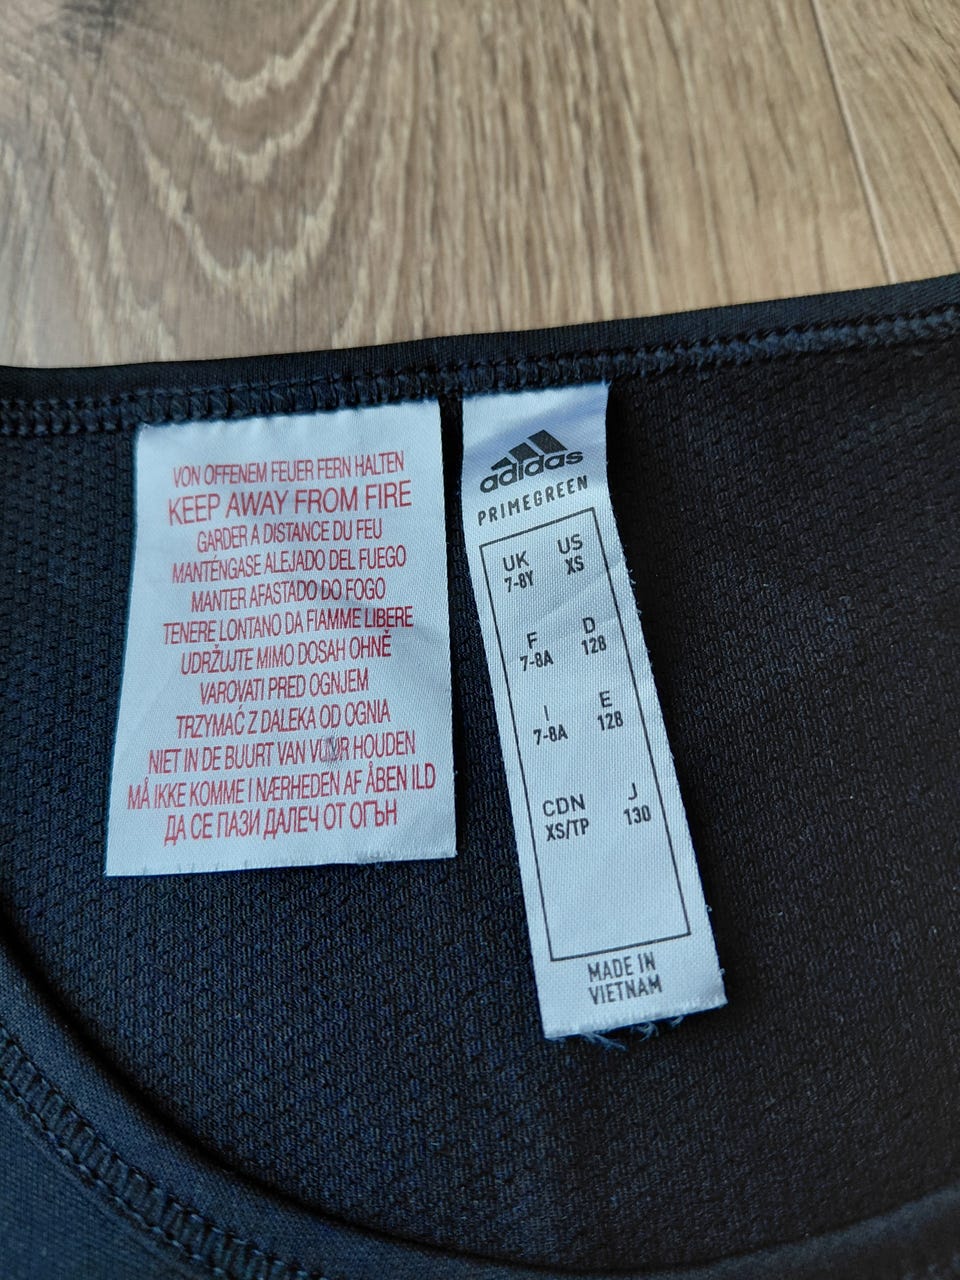 VON OFFENEM FEUER FERN HALTEN
KEEP AWAY FROM FIRE
GARDER A DISTANCE DU FEU
MANTÉNGASE ALEJADO DEL FUEGO
MANTER AFASTADO DO FOGO
TENERE LONTANO DA FIAMME LIBERE
UDRŽUJTE MIMO DOSAH OHNĚ
VAROVATI PRED OGNJEM
TRZYMAĆ Z DALEKA OD OGNIA
NIET IN DE BUURT VAN VUUR HOUDEN
MÅ IKKE KOMME I NÆRHEDEN AF ÅBEN ILD
ДА СЕ ПАЗИ ДАЛЕЧ ОТ ОГЪН
adidas
PRIMEGREEN
UK US
7-8Y XS
F D
7-8A 128
I E
7-8A 128
CDN J
XS/TP 130
MADE IN
VIETNAM